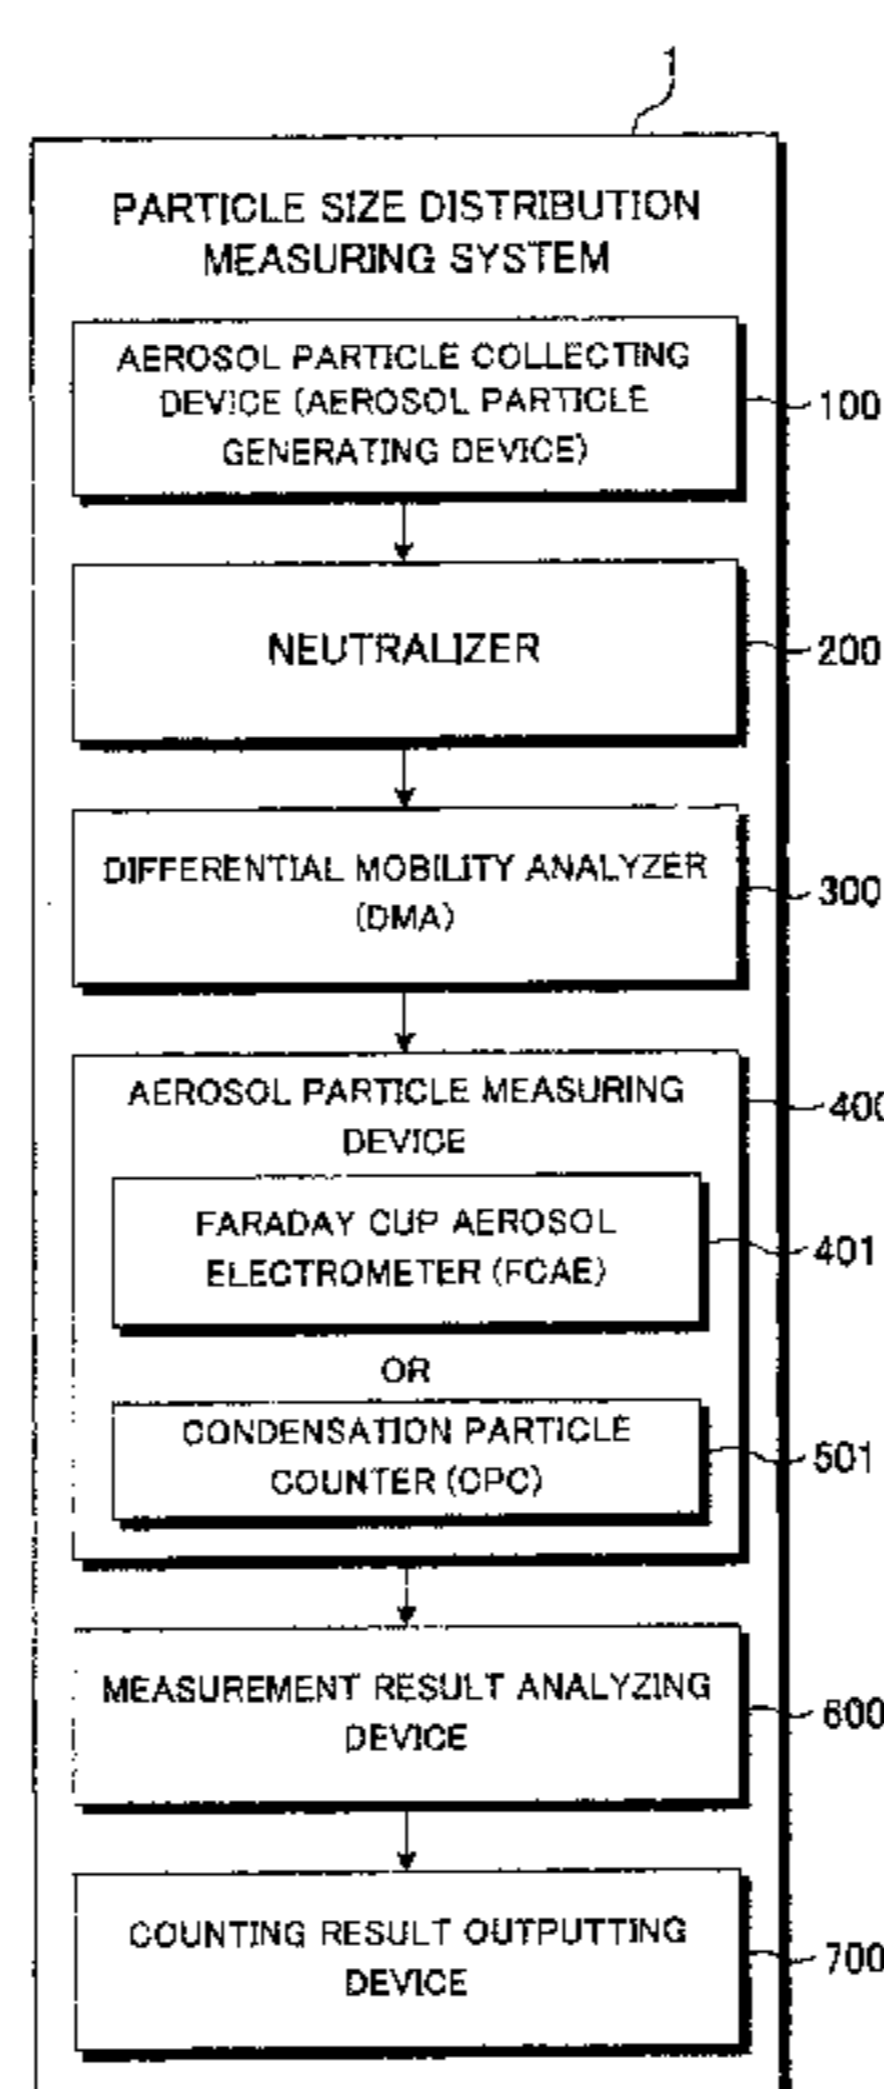 1
PARTICLE SIZE DISTRIBUTION
MEASURING SYSTEM
AEROSOL PARTICLE COLLECTING
DEVICE (AEROSOL PARTICLE
GENERATING DEVICE)
100
NEUTRALIZER
200
DIFFERENTIAL MOBILITY ANALYZER
(DMA)
300
AEROSOL PARTICLE MEASURING
DEVICE
400
FARADAY CUP AEROSOL
ELECTROMETER (FCAE)
401
OR
CONDENSATION PARTICLE
COUNTER (CPC)
501
MEASUREMENT RESULT ANALYZING
DEVICE
600
COUNTING RESULT OUTPUTTING
DEVICE
700